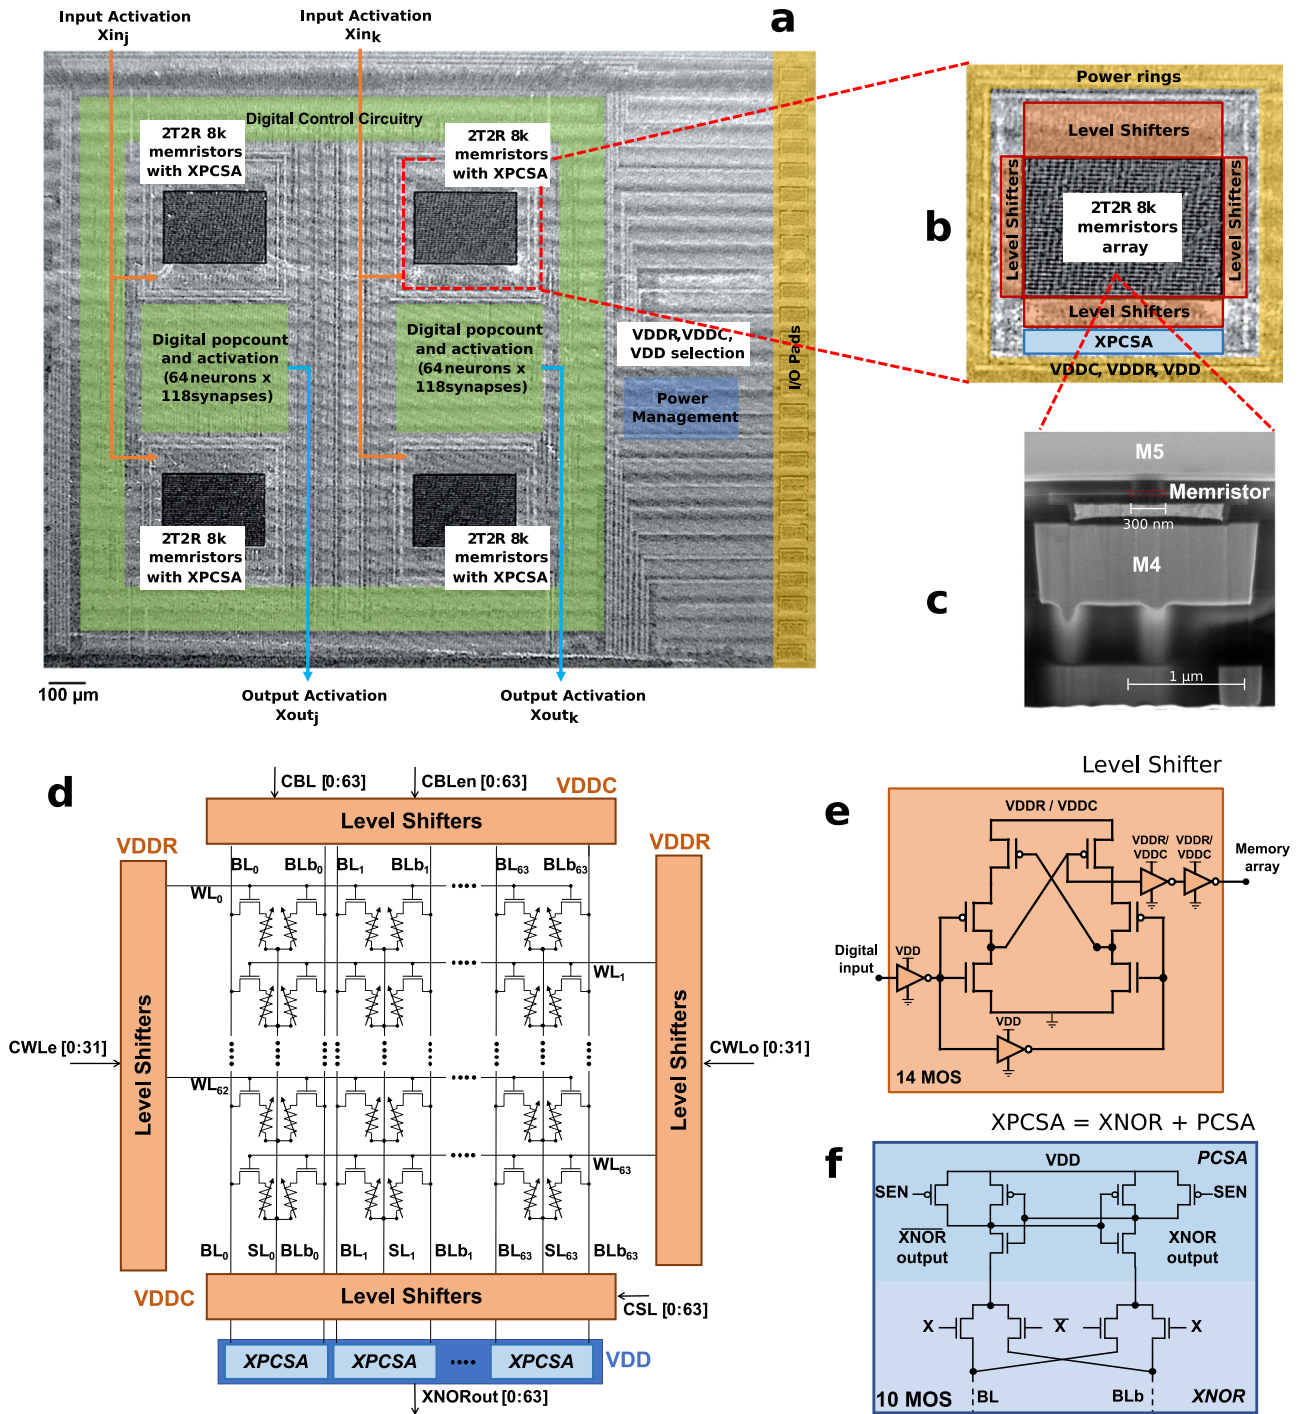 a
Input Activation
Xinj
Input Activation
Xink
Digital Control Circuitry
2T2R 8k
memristors
with XPCSA
2T2R 8k
memristors
with XPCSA
Digital popcount
and activation
(64neurons x
118synapses)
Digital popcount
and activation
(64neurons x
118synapses)
VDDR,VDDC,
VDD selection
Power
Management
I/O Pads
2T2R 8k
memristors
with XPCSA
2T2R 8k
memristors
with XPCSA
100 µm
Output Activation
Xoutj
Output Activation
Xoutk
b
Power rings
Level Shifters
Level Shifters
2T2R 8k
memristors
array
Level Shifters
Level Shifters
XPCSA
VDDC, VDDR, VDD
c
M5
Memristor
300 nm
M4
1 µm
d
CBL [0:63]
CBLen [0:63]
VDDC
Level Shifters
VDDR
VDDR
BL0
BLb0
BL1
BLb1
BL63
BLb63
WL0
WL1
Level Shifters
Level Shifters
CWLe [0:31]
CWLo [0:31]
WL62
WL63
BL0
SL0
BLb0
BL1
SL1
BLb1
BL63
SL63
BLb63
VDDC
Level Shifters
CSL [0:63]
XPCSA
XPCSA
XPCSA
VDD
XNORout [0:63]
Level Shifter
e
VDDR / VDDC
VDDR/
VDDC
VDDR/
VDDC
Memory
array
Digital
input
VDD
VDD
14 MOS
XPCSA = XNOR + PCSA
f
VDD
PCSA
SEN
SEN
XNOR
output
XNOR
output
X
X
X
BL
BLb
10 MOS
XNOR